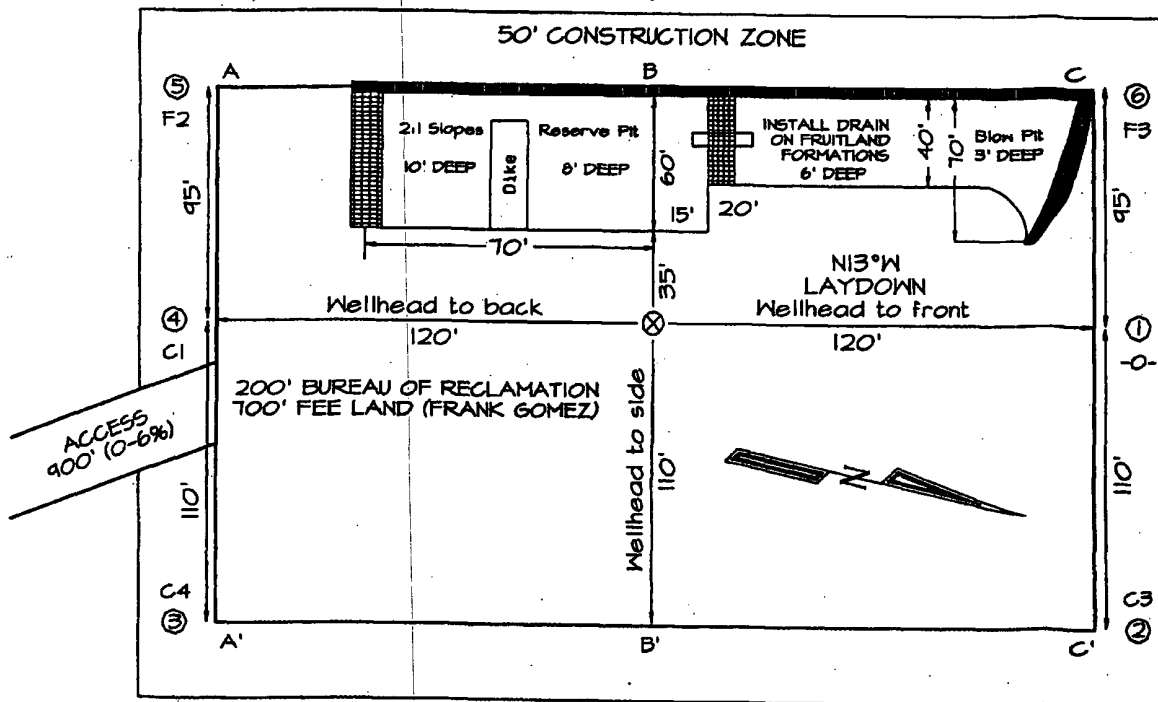 50' CONSTRUCTION ZONE
A
B
C
⑤
F2
⑥
F3
2:1 Slopes
10' DEEP
Dike
Reserve Pit
8' DEEP
INSTALL DRAIN
ON FRUITLAND
FORMATIONS
6' DEEP
Blow Pit
3' DEEP
40'
70'
60'
15'
20'
95'
95'
70'
35'
N13°W
LAYDOWN
Wellhead to back
Wellhead to front
④
C1
120'
120'
①
-0-
200' BUREAU OF RECLAMATION
700' FEE LAND (FRANK GOMEZ)
ACCESS
900' (0-6%)
Wellhead to side
110'
110'
110'
N
C4
③
C3
②
A'
B'
C'